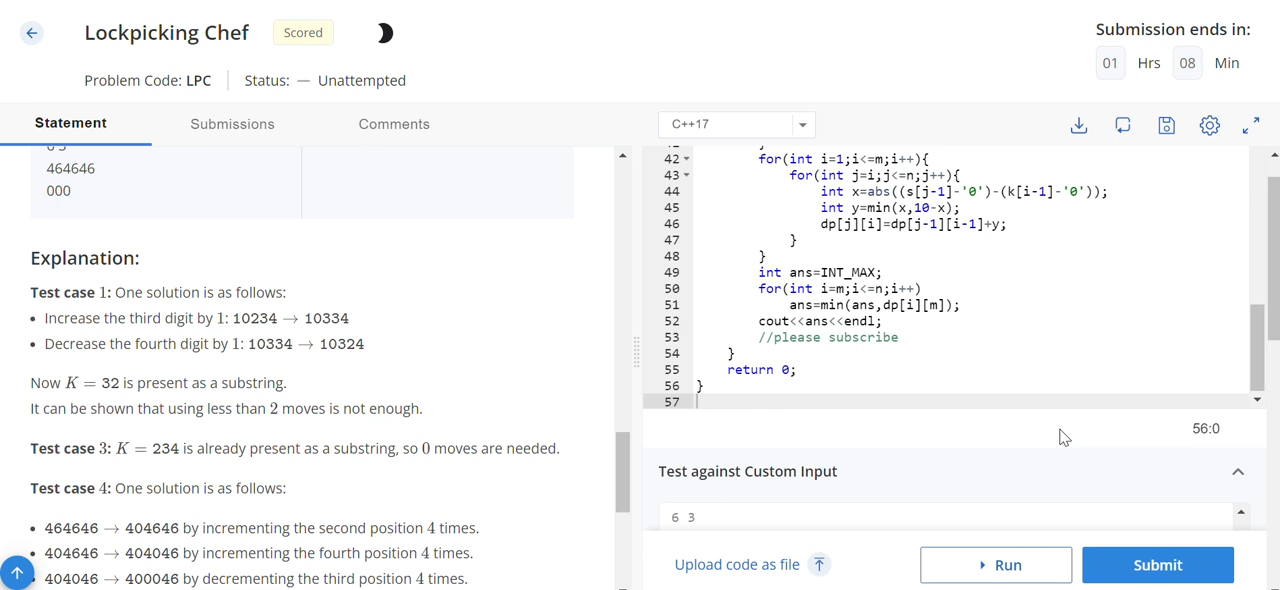 Lockpicking Chef
Scored
Submission ends in:
01 Hrs 08 Min
Problem Code: LPC
Status: — Unattempted
Statement
Submissions
Comments
C++17
464646
000
Explanation:
Test case 1: One solution is as follows:
• Increase the third digit by 1: 10234 → 10334
• Decrease the fourth digit by 1: 10334 → 10324
Now K = 32 is present as a substring.
It can be shown that using less than 2 moves is not enough.
Test case 3: K = 234 is already present as a substring, so 0 moves are needed.
Test case 4: One solution is as follows:
• 464646 → 404646 by incrementing the second position 4 times.
• 404646 → 404046 by incrementing the fourth position 4 times.
• 404046 → 400046 by decrementing the third position 4 times.
42 for(int i=1;i<=m;i++){
43 for(int j=i;j<=n;j++){
44 int x=abs((s[j-1]-'0')-(k[i-1]-'0'));
45 int y=min(x,10-x);
46 dp[j][i]=dp[j-1][i-1]+y;
47 }
48 }
49 int ans=INT_MAX;
50 for(int i=m;i<=n;i++)
51 ans=min(ans,dp[i][m]);
52 cout<<ans<<endl;
53 //please subscribe
54 }
55 return 0;
56 }
57
56:0
Test against Custom Input
6 3
Upload code as file
Run
Submit